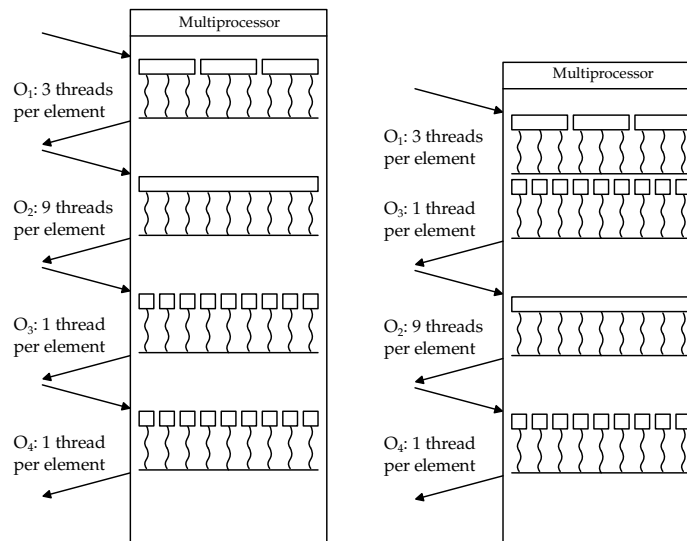 Multiprocessor
O₁: 3 threads
per element
O₂: 9 threads
per element
O₃: 1 thread
per element
O₄: 1 thread
per element
Multiprocessor
O₁: 3 threads
per element
O₃: 1 thread
per element
O₂: 9 threads
per element
O₄: 1 thread
per element